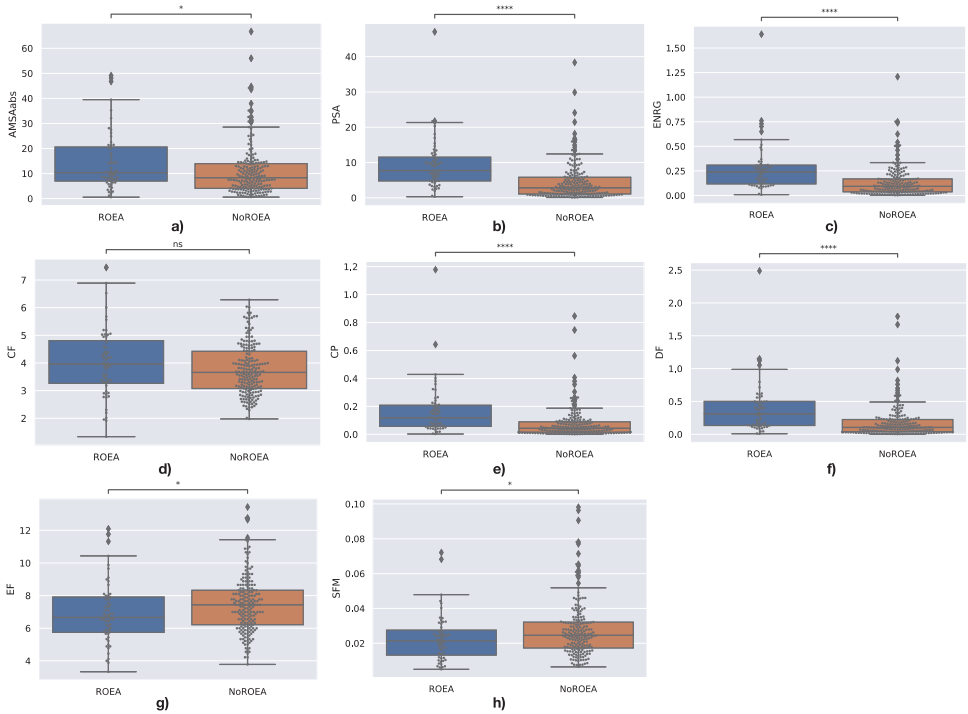 *
AMSAabs
60
50
40
30
20
10
0
ROEA NoROEA
a)
****
PSA
40
30
20
10
0
ROEA NoROEA
b)
****
ENRG
1,50
1,25
1,00
0,75
0,50
0,25
0,00
ROEA NoROEA
c)
ns
CF
7
6
5
4
3
2
ROEA NoROEA
d)
****
CP
1,2
1,0
0,8
0,6
0.4
0.2
0.0
ROEA NoROEA
e)
****
DF
2.5
2,0
1,5
1,0
0.5
0.0
ROEA NoROEA
f)
*
EF
12
10
8
6
4
ROEA NoROEA
g)
*
SFM
0,10
0,08
0.06
0.04
0.02
ROEA NoROEA
h)